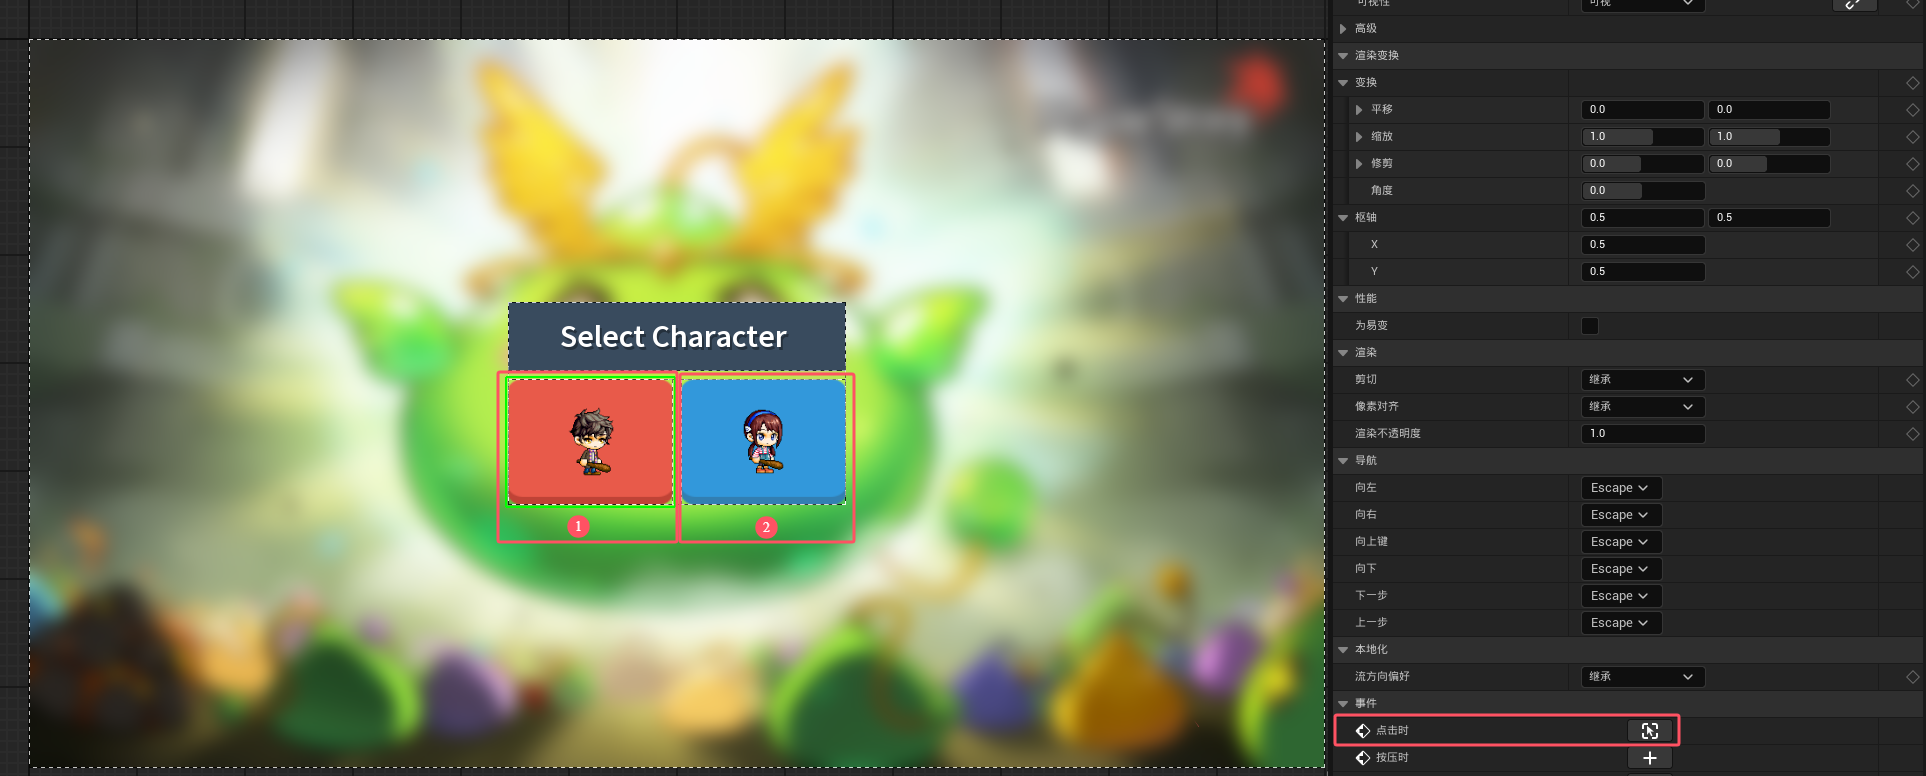 可视性 可视
高级
渲染变换
变换
平移 0.0 0.0
缩放 1.0 1.0
修剪 0.0 0.0
角度 0.0
枢轴 0.5 0.5
X 0.5
Y 0.5
性能
为易变
渲染
剪切 继承
像素对齐 继承
渲染不透明度 1.0
导航
向左 Escape
向右 Escape
向上键 Escape
向下 Escape
下一步 Escape
上一步 Escape
本地化
流方向偏好 继承
事件
点击时
按压时
Select Character
1
2